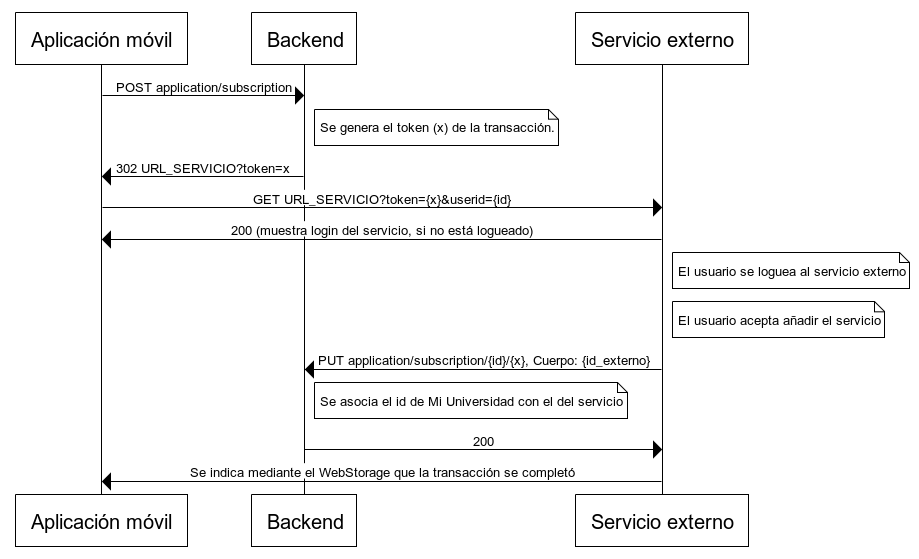 Aplicación móvil
Backend
Servicio externo
POST application/subscription
Se genera el token (x) de la transacción.
302 URL_SERVICIO?token=x
GET URL_SERVICIO?token={x}&userid={id}
200 (muestra login del servicio, si no está logueado)
El usuario se loguea al servicio externo
El usuario acepta añadir el servicio
PUT application/subscription/{id}/{x}, Cuerpo: {id_externo}
Se asocia el id de Mi Universidad con el del servicio
200
Se indica mediante el WebStorage que la transacción se completó
Aplicación móvil
Backend
Servicio externo